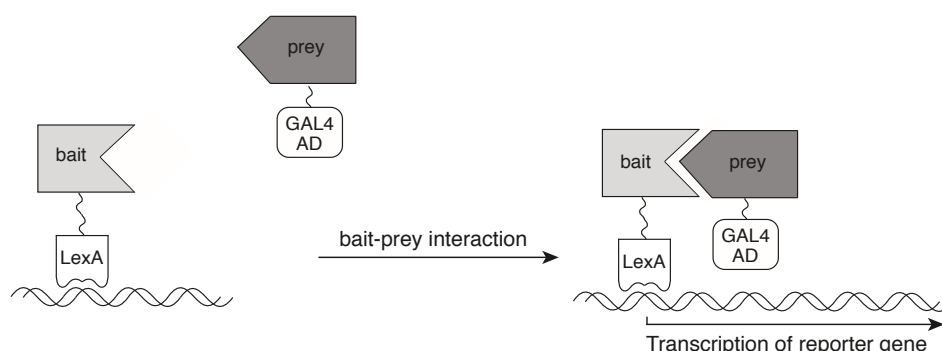 prey
GAL4
AD
bait
LexA
bait-prey interaction
bait
prey
GAL4
AD
LexA
Transcription of reporter gene